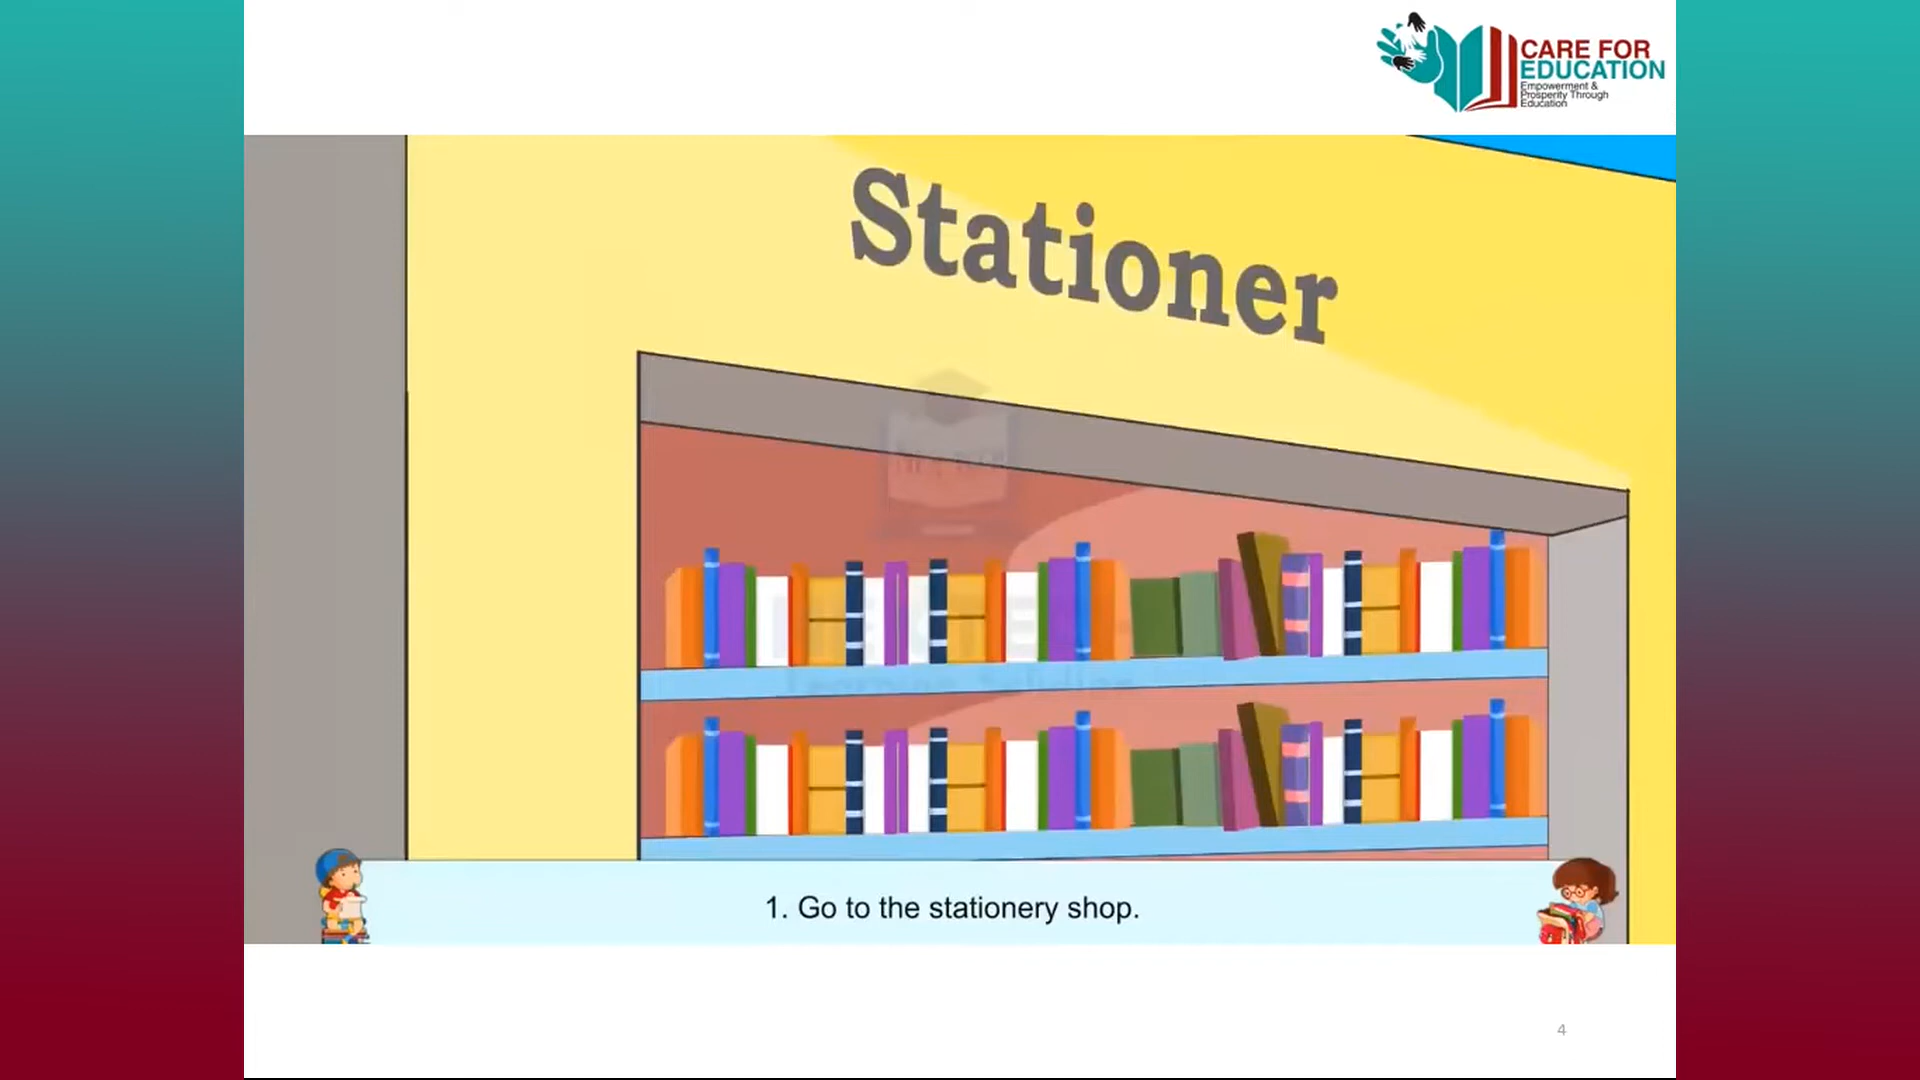 CARE FOR
EDUCATION
Empowerment &
Prosperity Through
Education
Stationer
1. Go to the stationery shop.
4